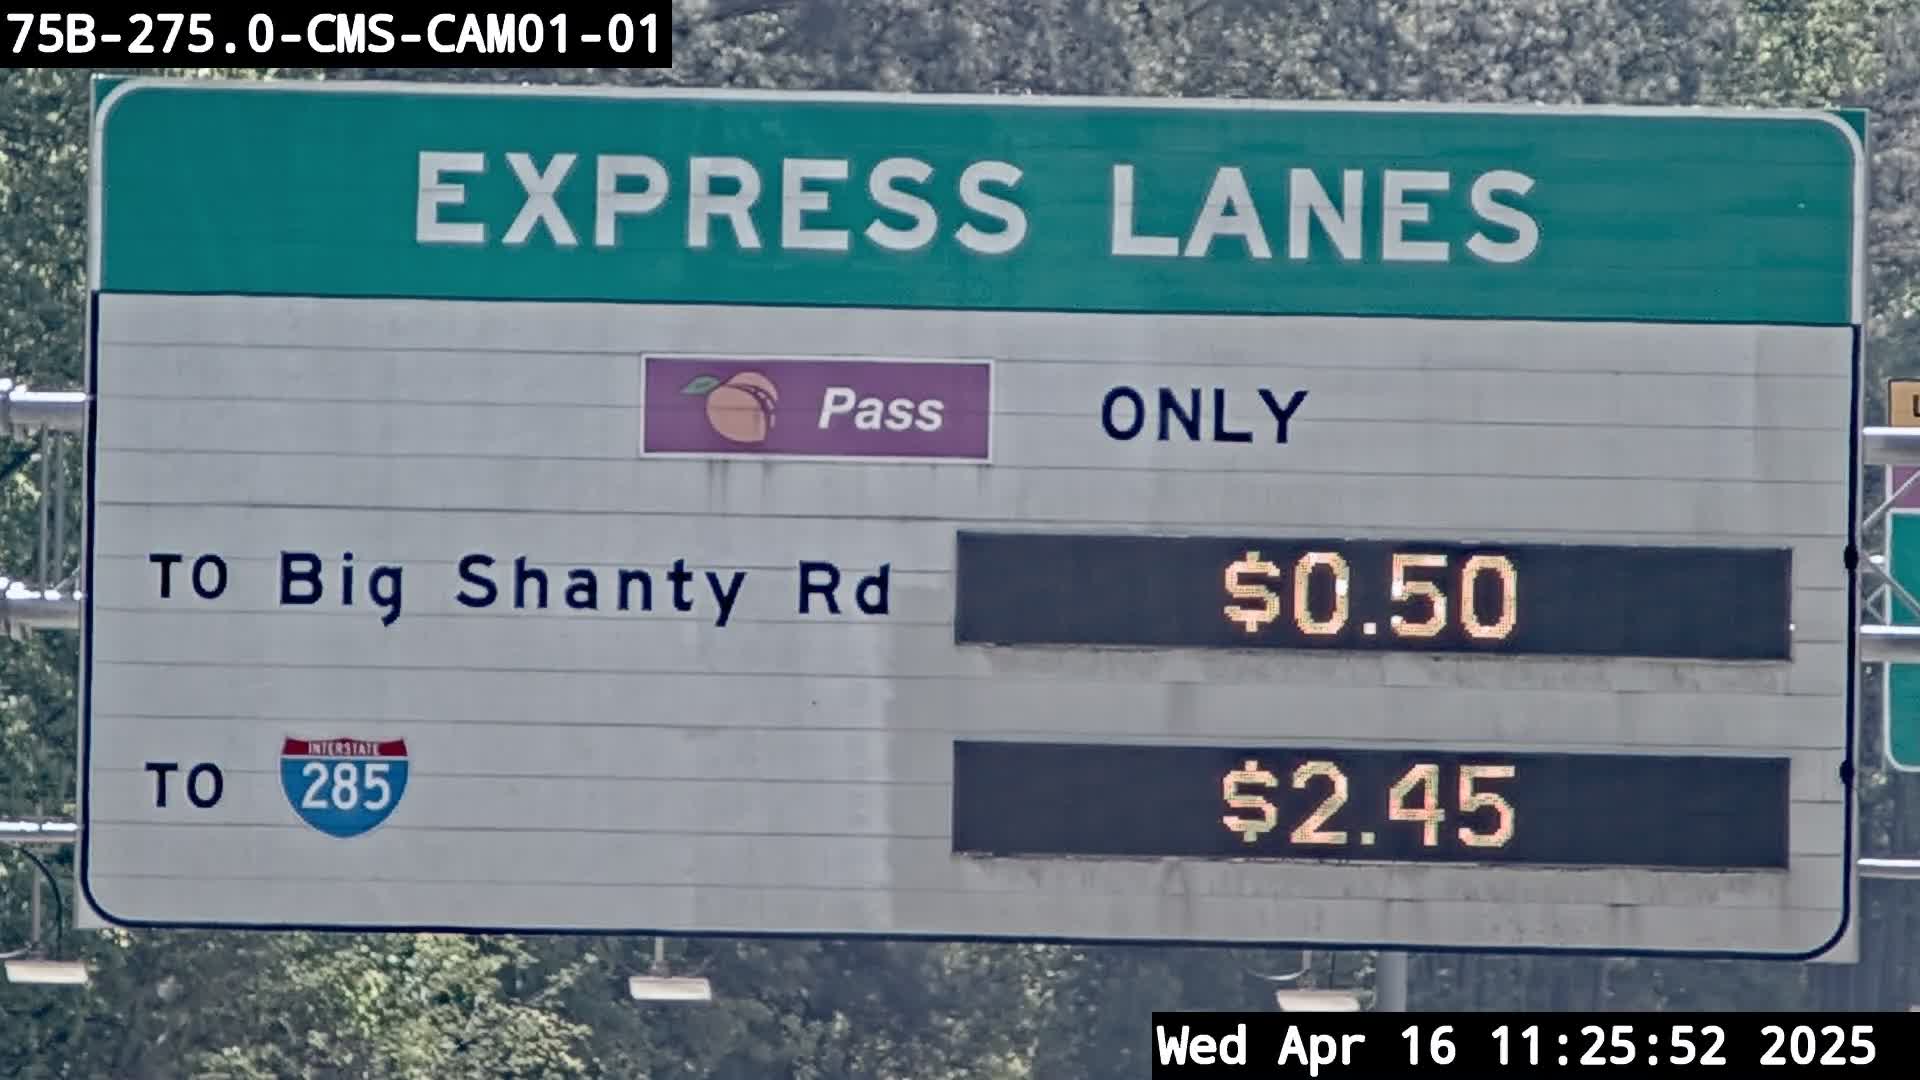 75B-275.0-CMS-CAM01-01
EXPRESS LANES
Pass ONLY
TO Big Shanty Rd $0.50
TO INTERSTATE 285 $2.45
Wed Apr 16 11:25:52 2025